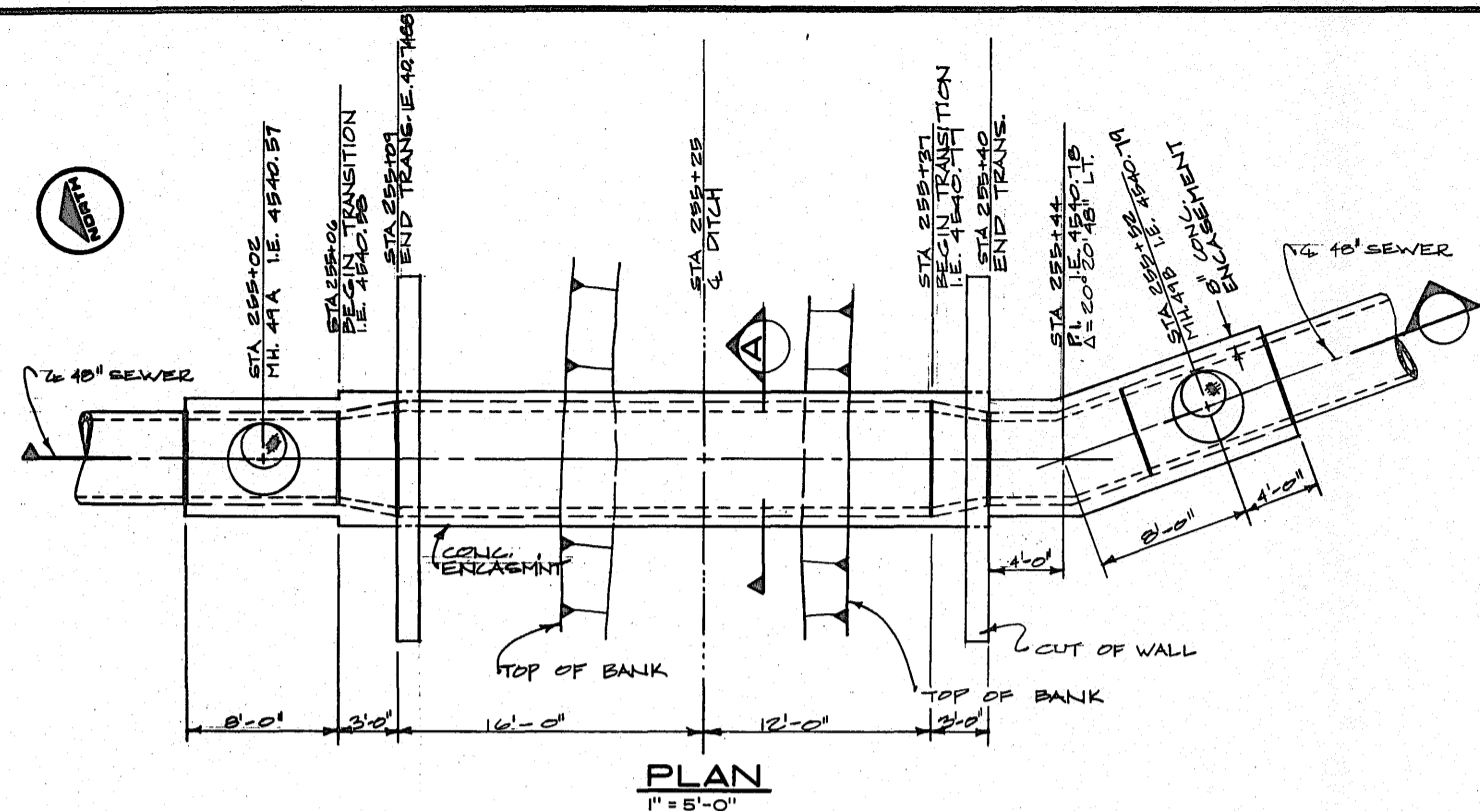 NORTH
℄ 48" SEWER
STA 255+02
MH. 49A I.E. 4540.57
STA 255+06
BEGIN TRANSITION
I.E. 4540.58
STA 255+09
END TRANS. I.E. 40.7488
STA 255+25
℄ DITCH
A
STA 255+37
BEGIN TRANSITION
I.E. 4540.77
STA 255+40
END TRANS.
STA 255+44
P.I. I.E. 4540.78
Δ = 20° 20' 48" LT.
STA 255+52
MH.49B I.E. 4540.79
8" CONC.
ENCASEMENT
℄ 48" SEWER
CONC.
ENCASMINT
TOP OF BANK
TOP OF BANK
CUT OF WALL
4'-0"
8'-0"
4'-0"
8'-0"
3'-0"
16'-0"
12'-0"
3'-0"
PLAN
1" = 5'-0"